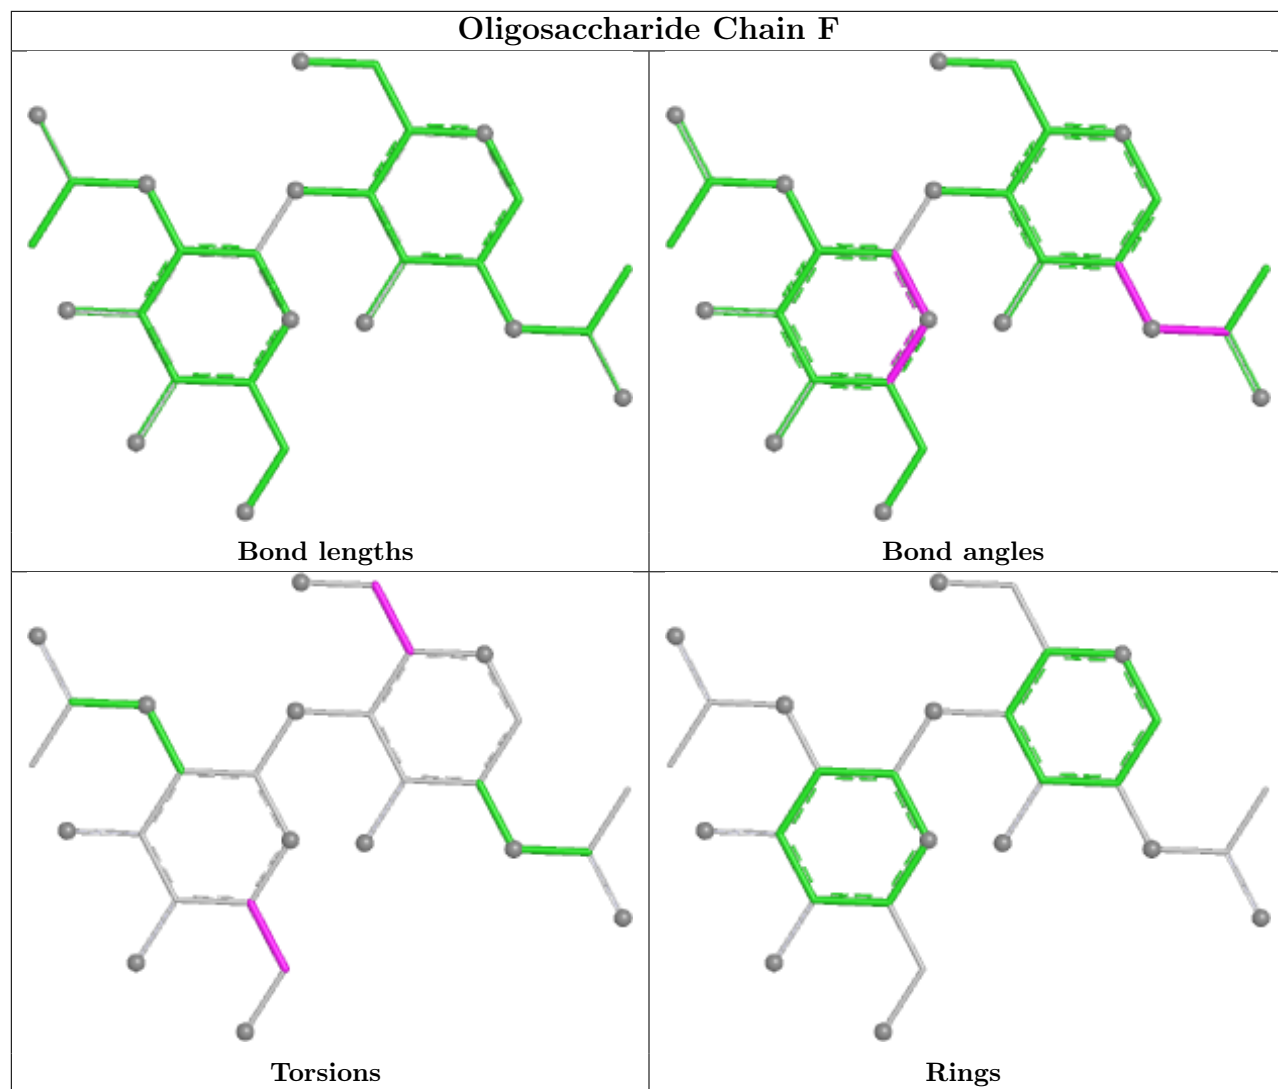 Oligosaccharide Chain F
Bond lengths
Bond angles
Torsions
Rings